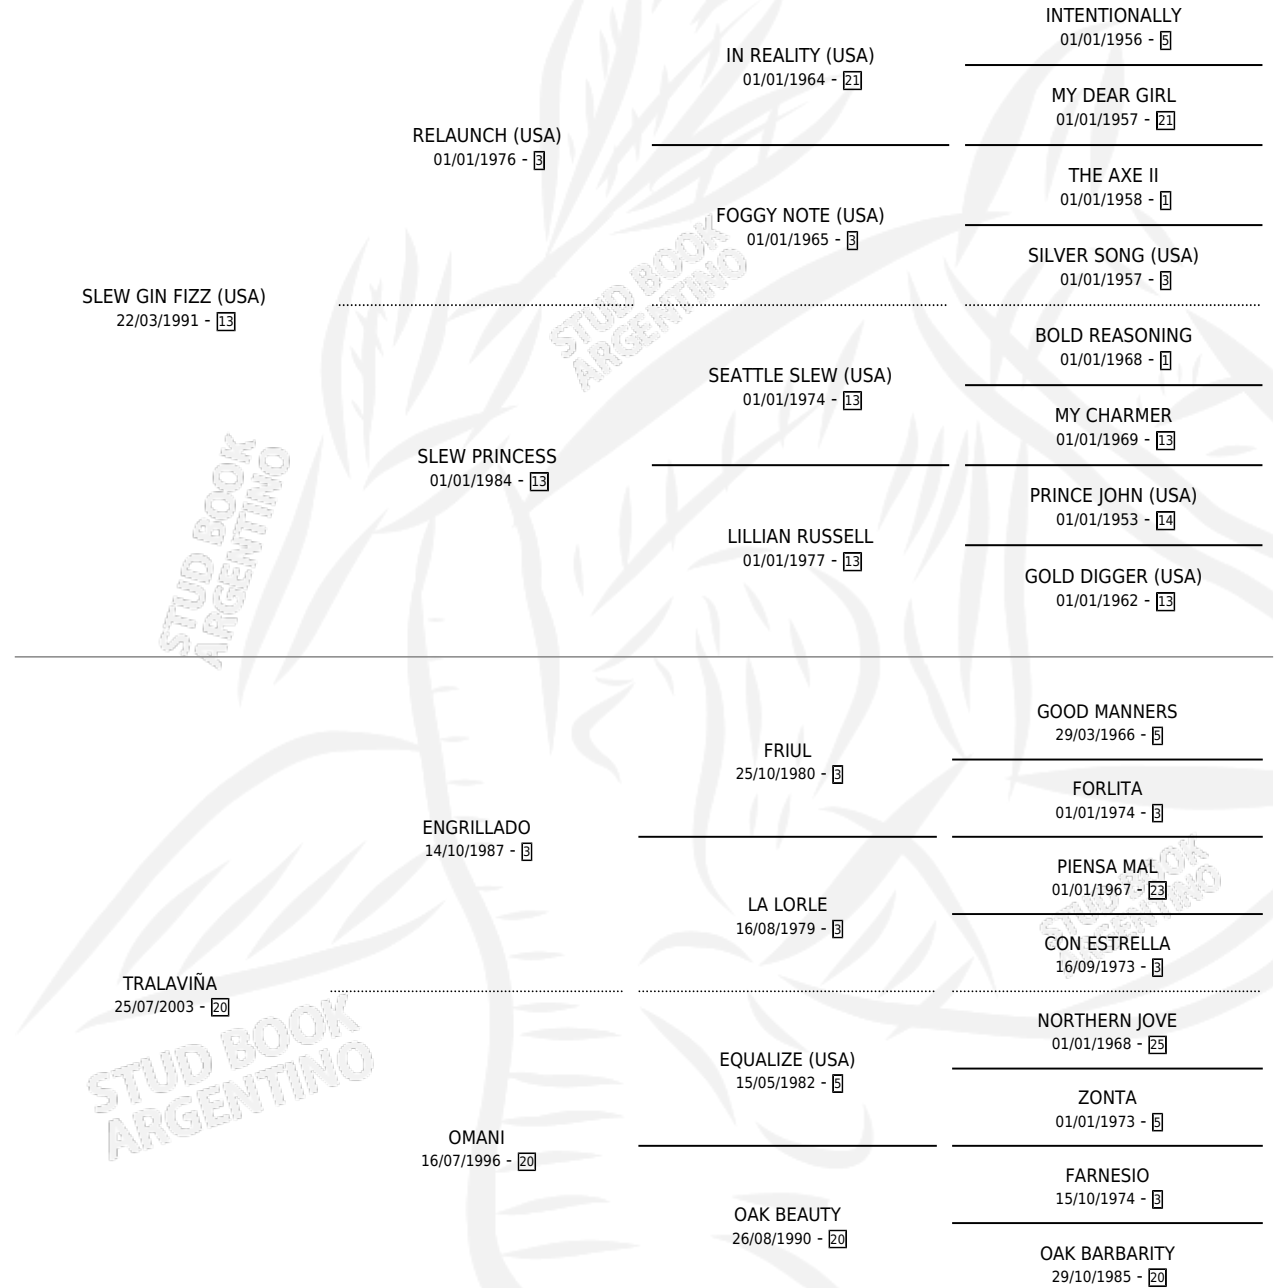 INTENTIONALLY
01/01/1956 - 5
IN REALITY (USA)
01/01/1964 - 21
MY DEAR GIRL
01/01/1957 - 21
RELAUNCH (USA)
01/01/1976 - 3
THE AXE II
01/01/1958 - 1
FOGGY NOTE (USA)
01/01/1965 - 3
SILVER SONG (USA)
01/01/1957 - 3
SLEW GIN FIZZ (USA)
22/03/1991 - 13
BOLD REASONING
01/01/1968 - 1
SEATTLE SLEW (USA)
01/01/1974 - 13
MY CHARMER
01/01/1969 - 13
SLEW PRINCESS
01/01/1984 - 13
PRINCE JOHN (USA)
01/01/1953 - 14
LILLIAN RUSSELL
01/01/1977 - 13
GOLD DIGGER (USA)
01/01/1962 - 13
GOOD MANNERS
29/03/1966 - 5
FRIUL
25/10/1980 - 3
FORLITA
01/01/1974 - 3
ENGRILLADO
14/10/1987 - 3
PIENSA MAL
01/01/1967 - 23
LA LORLE
16/08/1979 - 3
CON ESTRELLA
16/09/1973 - 3
TRALAVIÑA
25/07/2003 - 20
NORTHERN JOVE
01/01/1968 - 25
EQUALIZE (USA)
15/05/1982 - 5
ZONTA
01/01/1973 - 5
OMANI
16/07/1996 - 20
FARNESIO
15/10/1974 - 3
OAK BEAUTY
26/08/1990 - 20
OAK BARBARITY
29/10/1985 - 20
STUD BOOK
ARGENTINO
STUD BOOK
ARGENTINO
STUD BOOK
ARGENTINO
STUD BOOK
ARGENTINO